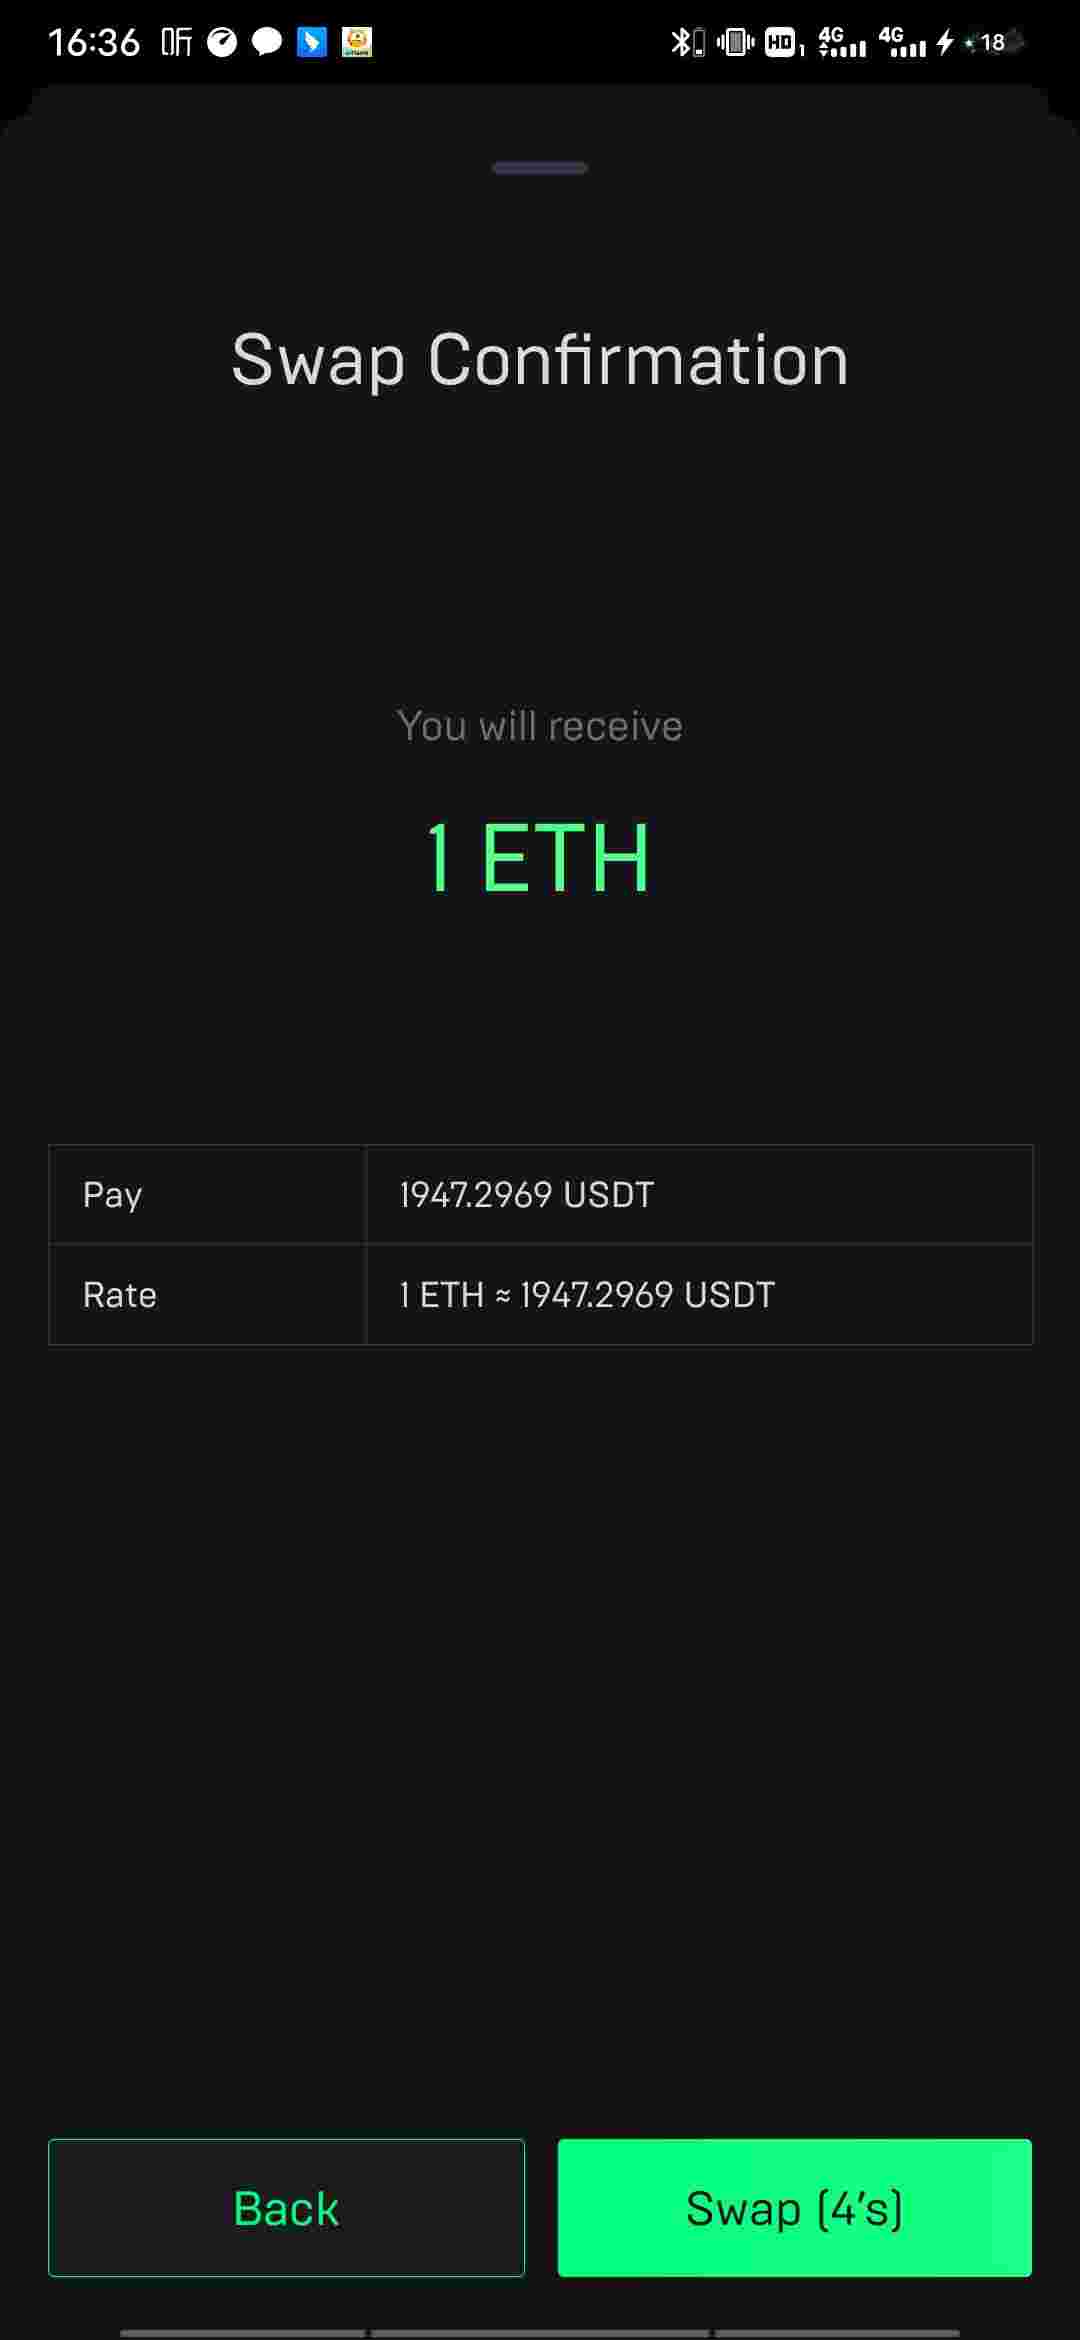 16:36 听 HD 1 4G 4G 18
Swap Confirmation
You will receive
1 ETH
Pay 1947.2969 USDT
Rate 1 ETH ≈ 1947.2969 USDT
Back Swap (4's)